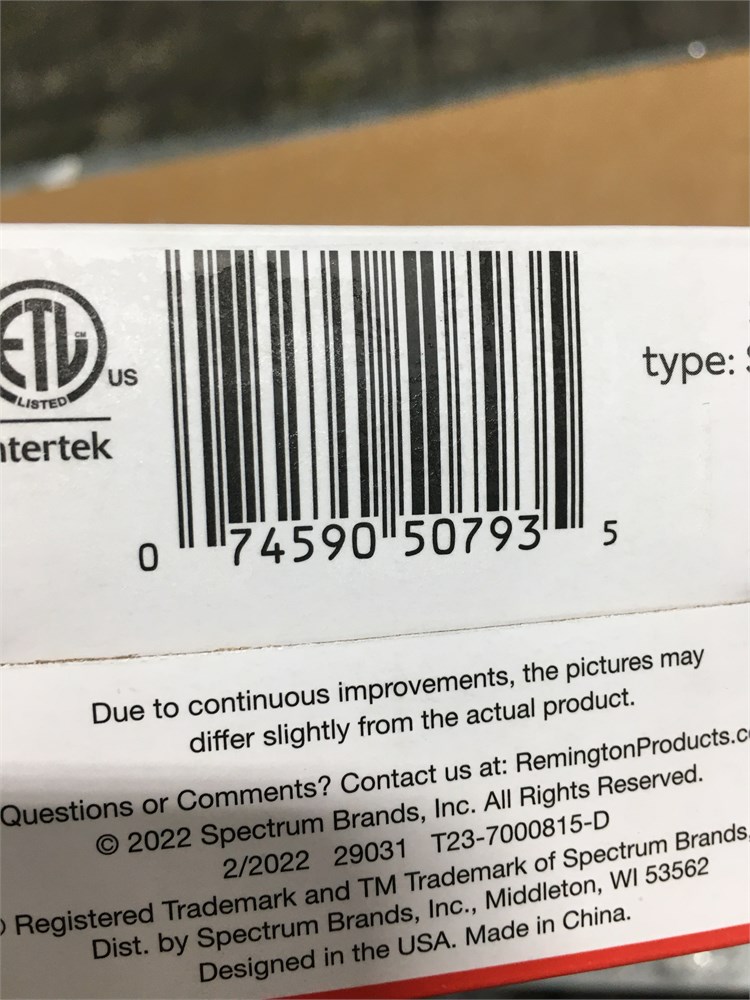 ETL
CM
LISTED
US
ntertek
type:
0 74590 50793 5
Due to continuous improvements, the pictures may
differ slightly from the actual product.
Questions or Comments? Contact us at: RemingtonProducts.c
© 2022 Spectrum Brands, Inc. All Rights Reserved.
2/2022 29031 T23-7000815-D
Registered Trademark and TM Trademark of Spectrum Brands,
Dist. by Spectrum Brands, Inc., Middleton, WI 53562
Designed in the USA. Made in China.